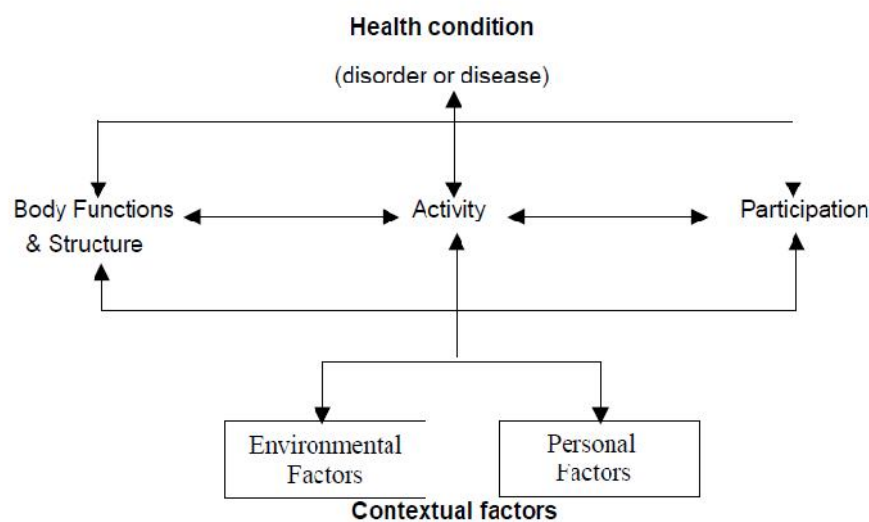 Health condition
(disorder or disease)
Body Functions
& Structure
Activity
Participation
Environmental
Factors
Personal
Factors
Contextual factors